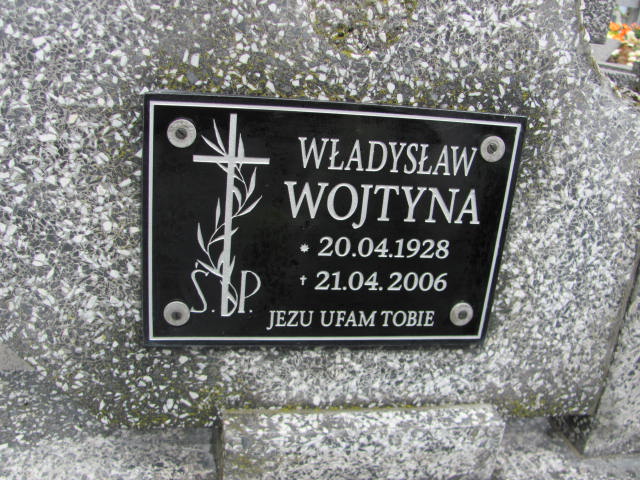 WŁADYSŁAW
WOJTYNA
* 20.04.1928
† 21.04.2006
Ś.P.
JEZU UFAM TOBIE